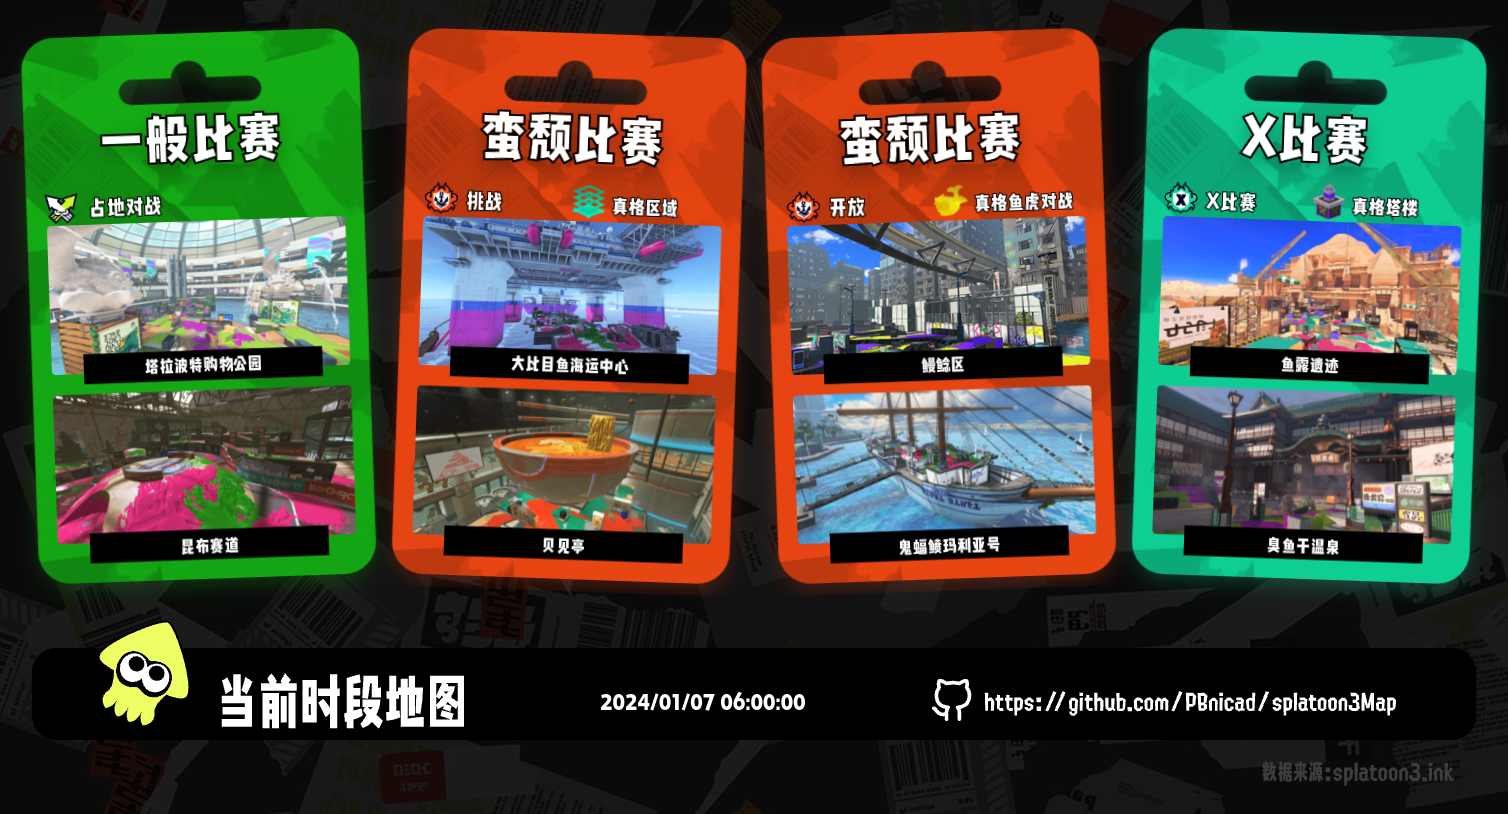 一般比赛
占地对战
塔拉波特购物公园
昆布赛道
蛮颓比赛
挑战
真格区域
大比目鱼海运中心
贝见亭
蛮颓比赛
开放
真格鱼虎对战
鳗鲶区
鬼蝠鲼玛利亚号
X比赛
X比赛
真格塔楼
鱼露遗迹
臭鱼干温泉
当前时段地图
2024/01/07 06:00:00
https://github.com/PBnicad/splatoon3Map
数据来源:splatoon3.ink